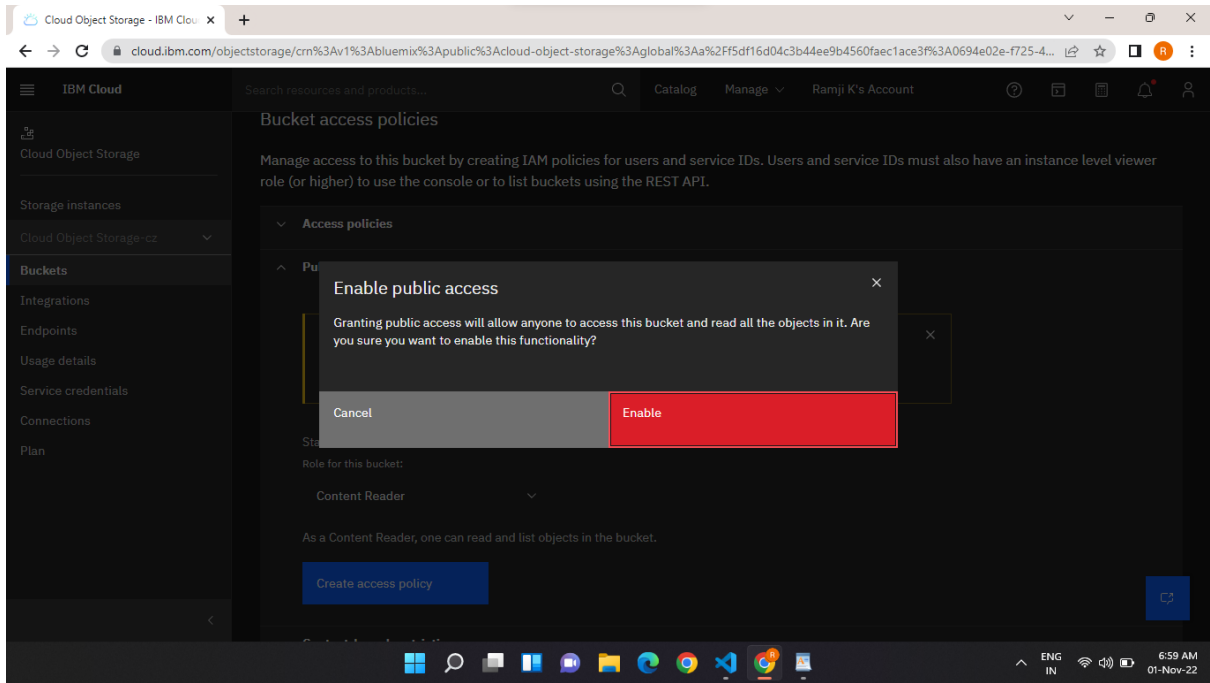 Cloud Object Storage - IBM Clou
cloud.ibm.com/objectstorage/crn%3Av1%3Abluemix%3Apublic%3Acloud-object-storage%3Aglobal%3Aa%2Ff5df16d04c3b44ee9b4560faec1ace3f%3A0694e02e-f725-4...
R
IBM Cloud
Search resources and products...
Catalog
Manage
Ramji K's Account
Cloud Object Storage
Storage instances
Cloud Object Storage-cz
Buckets
Integrations
Endpoints
Usage details
Service credentials
Connections
Plan
Bucket access policies
Manage access to this bucket by creating IAM policies for users and service IDs. Users and service IDs must also have an instance level viewer
role (or higher) to use the console or to list buckets using the REST API.
Access policies
Pu
Enable public access
Granting public access will allow anyone to access this bucket and read all the objects in it. Are
you sure you want to enable this functionality?
Cancel
Enable
Sta
Role for this bucket:
Content Reader
As a Content Reader, one can read and list objects in the bucket.
Create access policy
ENG
IN
6:59 AM
01-Nov-22